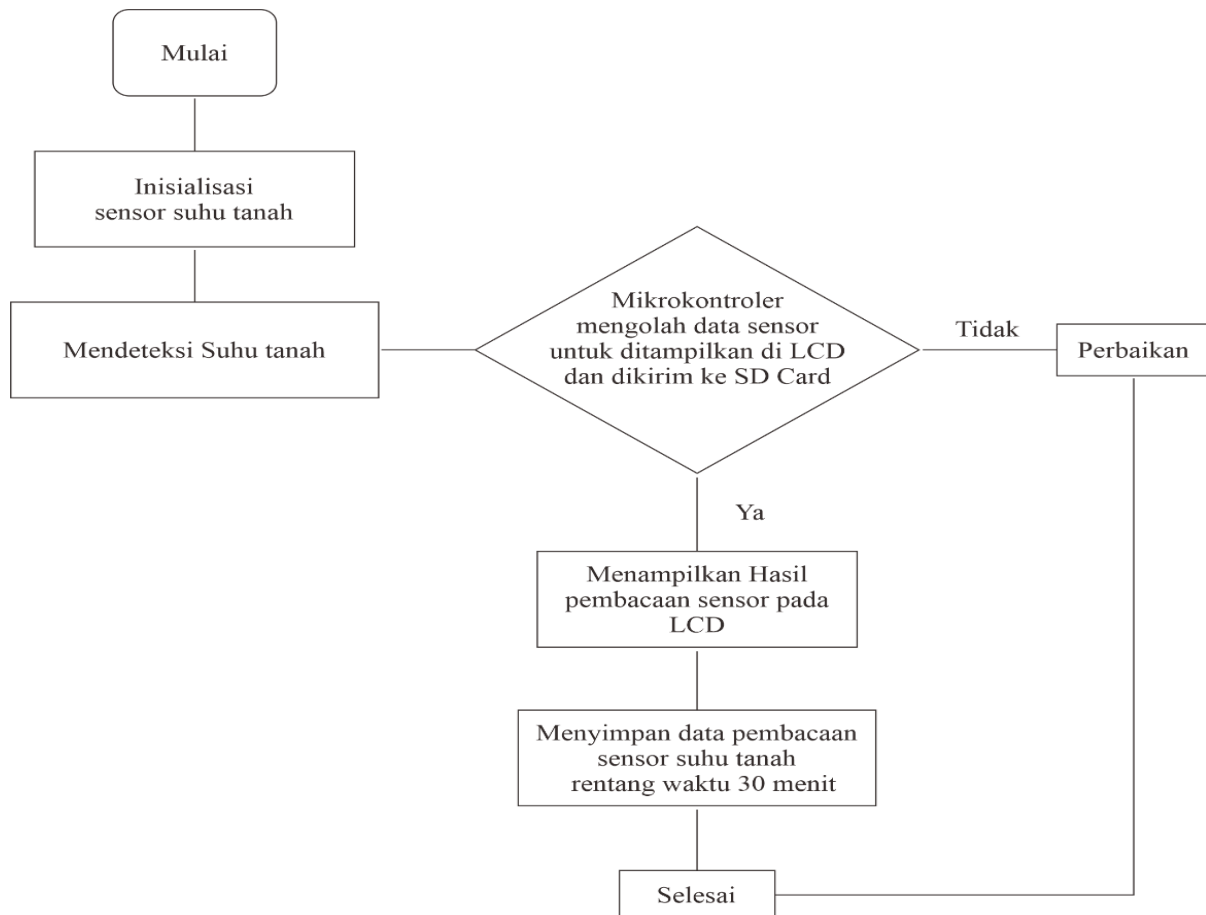 Mulai
Inisialisasi
sensor suhu tanah
Mendeteksi Suhu tanah
Mikrokontroler
mengolah data sensor
untuk ditampilkan di LCD
dan dikirim ke SD Card
Tidak
Perbaikan
Ya
Menampilkan Hasil
pembacaan sensor pada
LCD
Menyimpan data pembacaan
sensor suhu tanah
rentang waktu 30 menit
Selesai